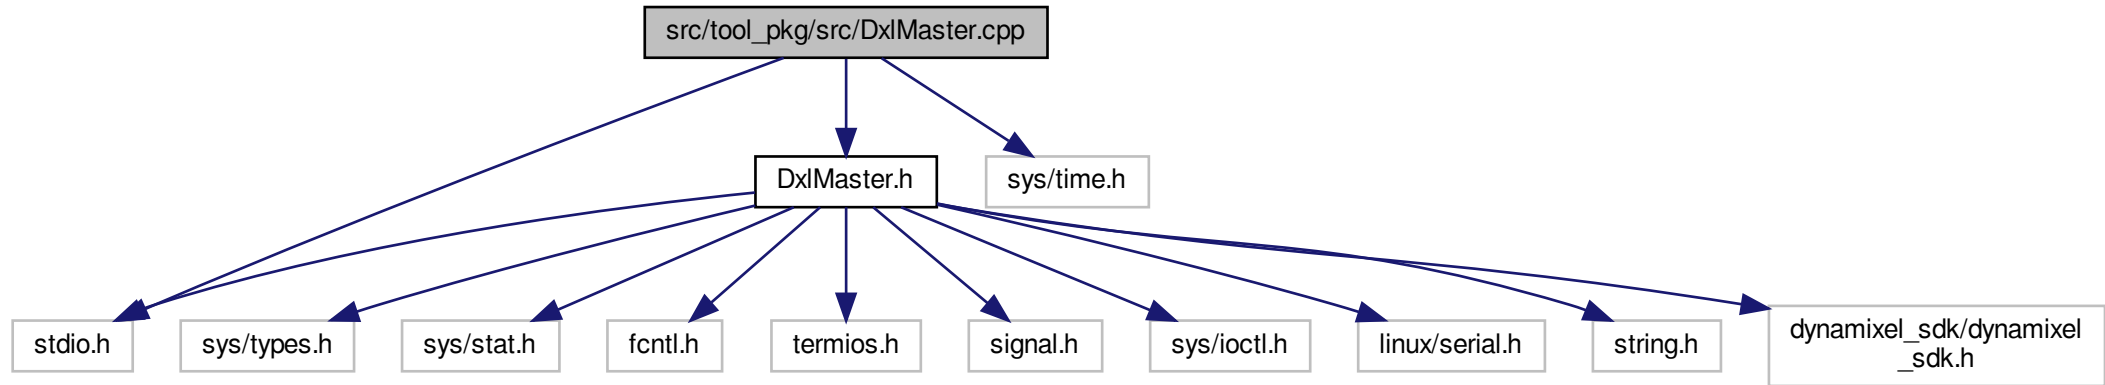 src/tool_pkg/src/DxlMaster.cpp
DxlMaster.h
sys/time.h
stdio.h
sys/types.h
sys/stat.h
fcntl.h
termios.h
signal.h
sys/ioctl.h
linux/serial.h
string.h
dynamixel_sdk/dynamixel
_sdk.h